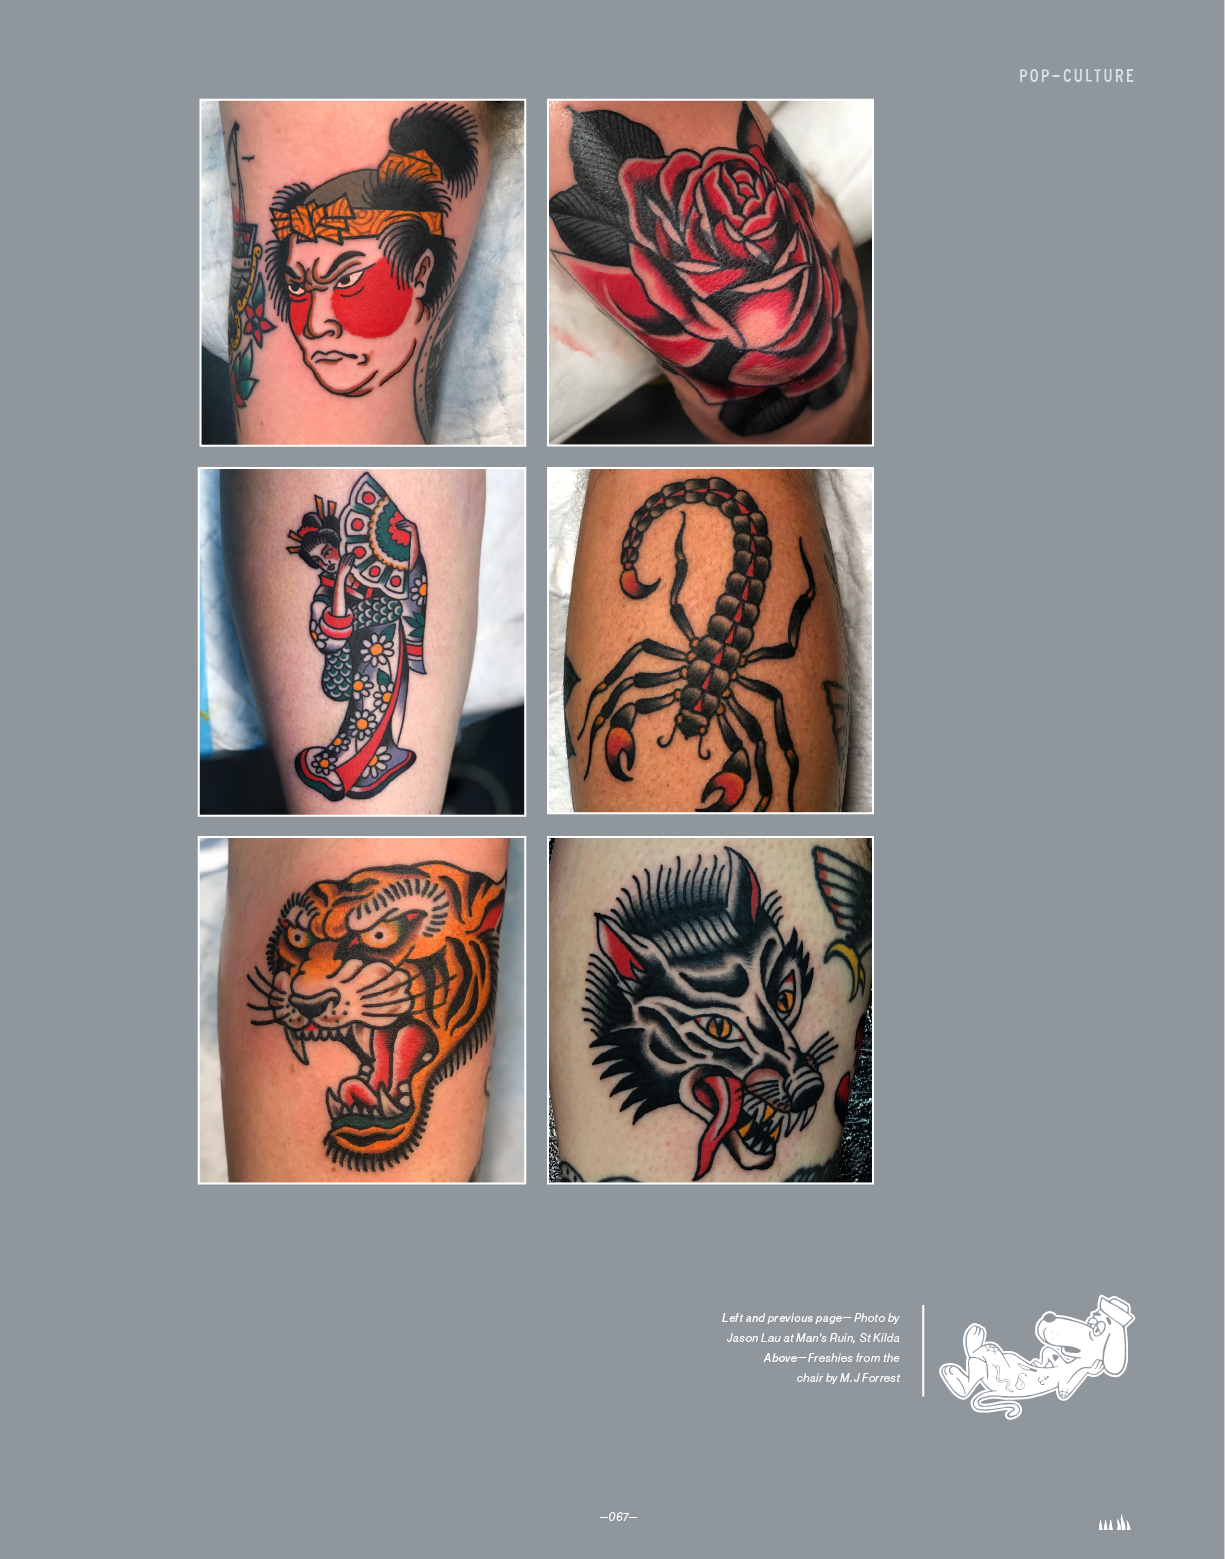 POP–CULTURE
Left and previous page— Photo by
Jason Lau at Man's Ruin, St Kilda
Above—Freshies from the
chair by M.J Forrest
—067—